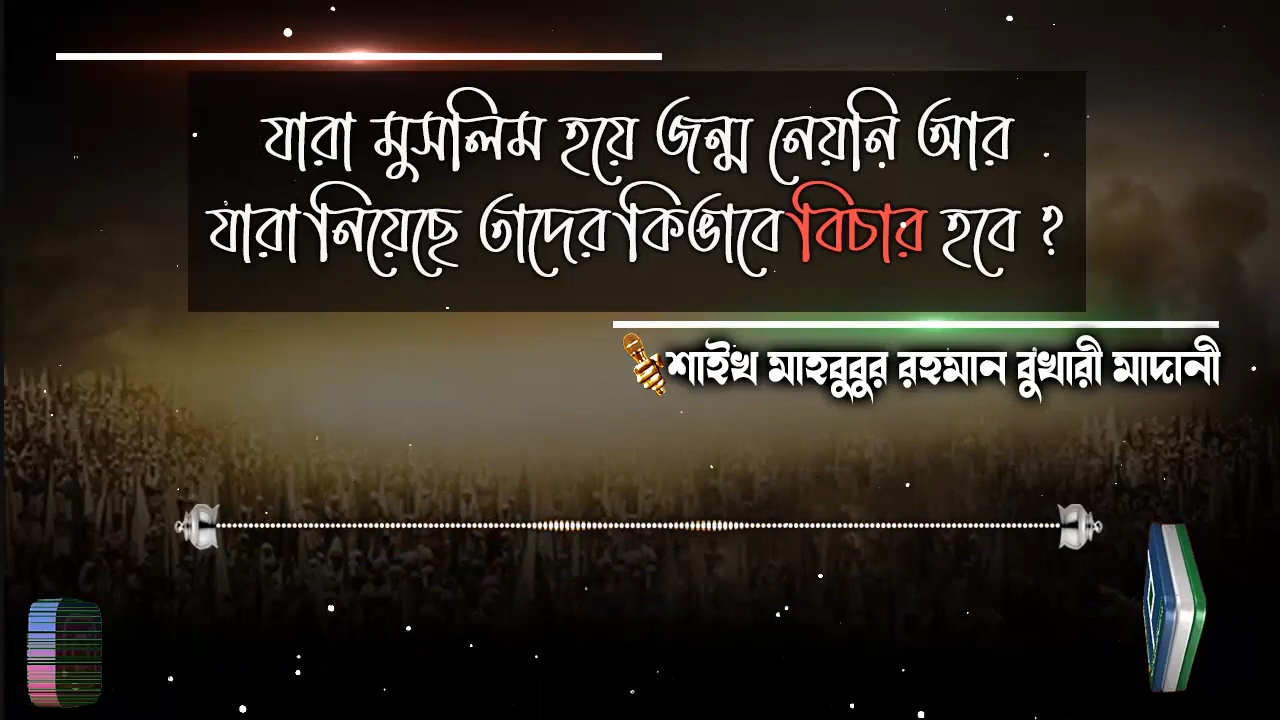 যারা মুসলিম হয়ে জন্ম নেয়নি আর
যারা নিয়েছে তাদের কিভাবে বিচার হবে ?
শাইখ মাহবুবুর রহমান বুখারী মাদানী